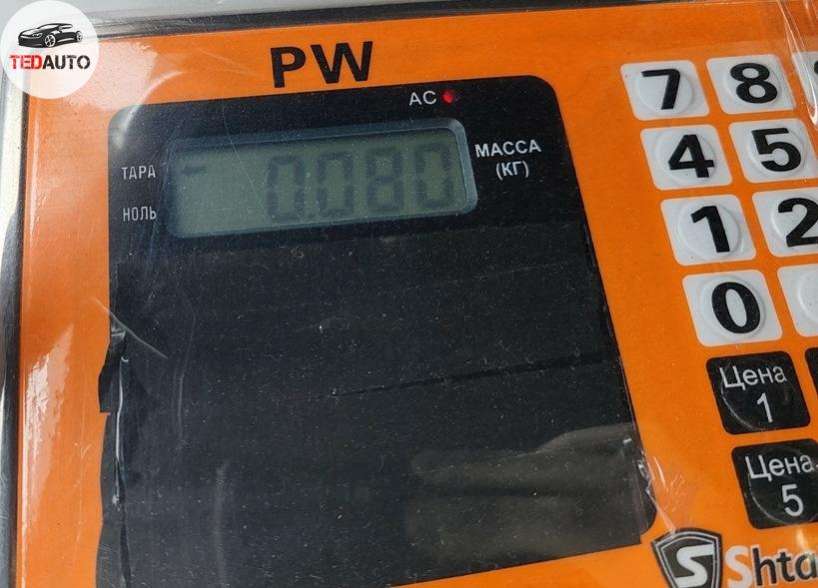 TEDAUTO
PW
AC
ТАРА
НОЛЬ
- 0.080
МАССА
(КГ)
7 8
4 5
1 2
0
Цена
1
Цена
5
S Shta